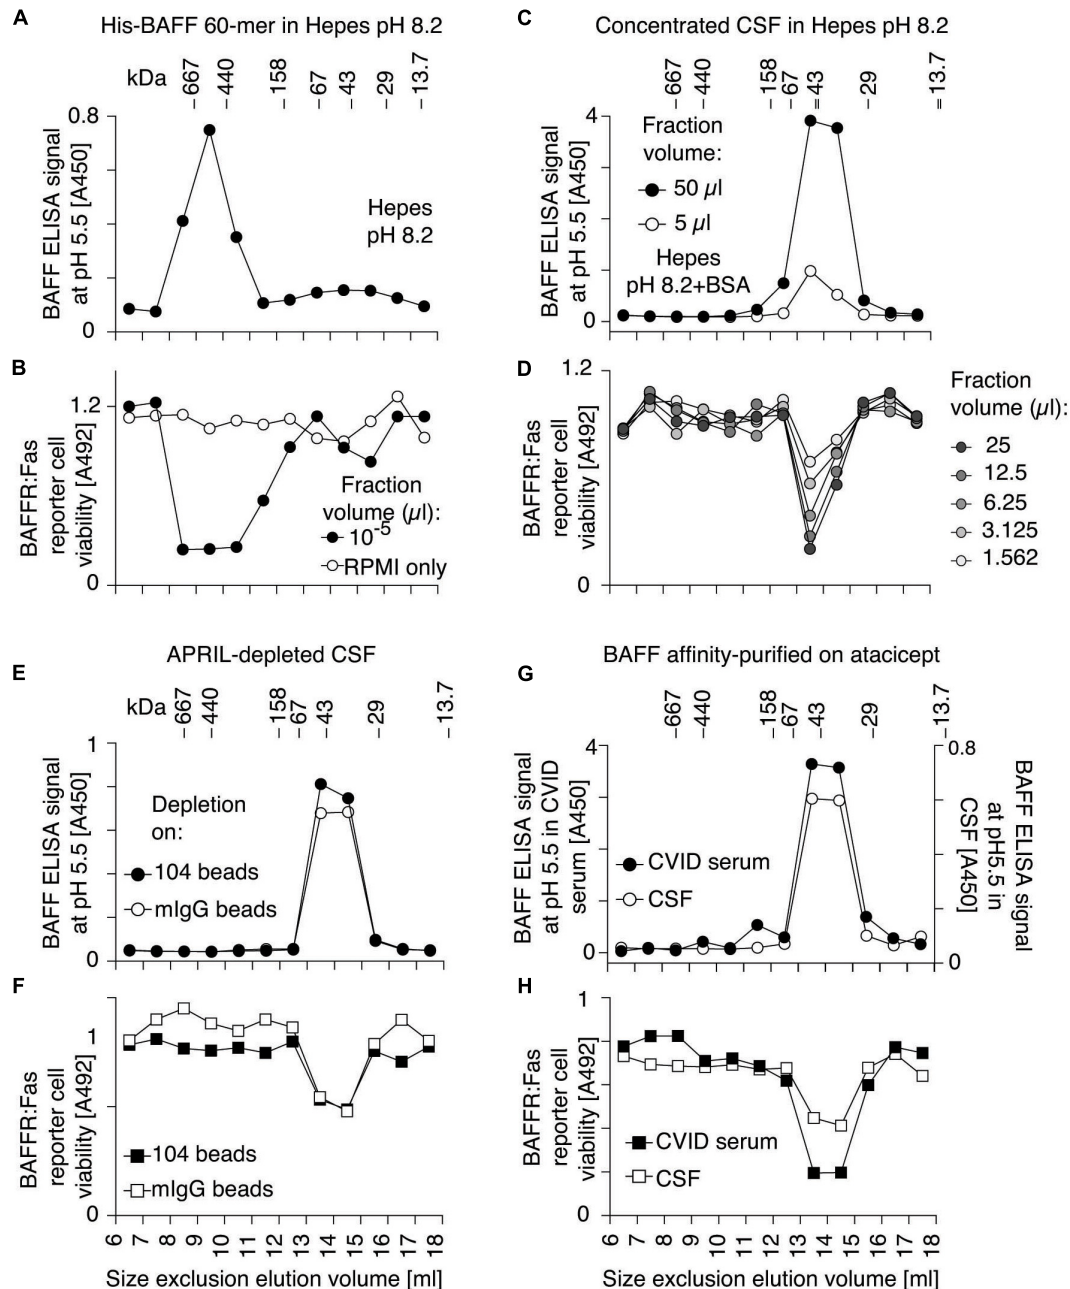 A
His-BAFF 60-mer in Hepes pH 8.2
kDa
667
440
158
67
43
29
13.7
0.8
0
BAFF ELISA signal
at pH 5.5 [A450]
Hepes
pH 8.2
B
1.2
0
BAFFR:Fas
reporter cell
viability [A492]
Fraction
volume (µl):
10-5
RPMI only
C
Concentrated CSF in Hepes pH 8.2
667
440
158
67
43
29
13.7
4
0
BAFF ELISA signal
at pH 5.5 [A450]
Fraction
volume:
50 µl
5 µl
Hepes
pH 8.2+BSA
D
1.2
0
BAFFR:Fas
reporter cell
viability [A492]
Fraction
volume (µl):
25
12.5
6.25
3.125
1.562
E
APRIL-depleted CSF
kDa
667
440
158
67
43
29
13.7
1
0
BAFF ELISA signal
at pH 5.5 [A450]
Depletion
on:
104 beads
mIgG beads
F
1
0
BAFFR:Fas
reporter cell
viability [A492]
104 beads
mIgG beads
6 7 8 9 10 11 12 13 14 15 16 17 18
Size exclusion elution volume [ml]
G
BAFF affinity-purified on atacicept
667
440
158
67
43
29
13.7
4
0
BAFF ELISA signal
at pH 5.5 in CVID
serum [A450]
CVID serum
CSF
0.8
0
BAFF ELISA signal
at pH5.5 in
CSF [A450]
H
1
0
BAFFR:Fas
reporter cell
viability [A492]
CVID serum
CSF
6 7 8 9 10 11 12 13 14 15 16 17 18
Size exclusion elution volume [ml]